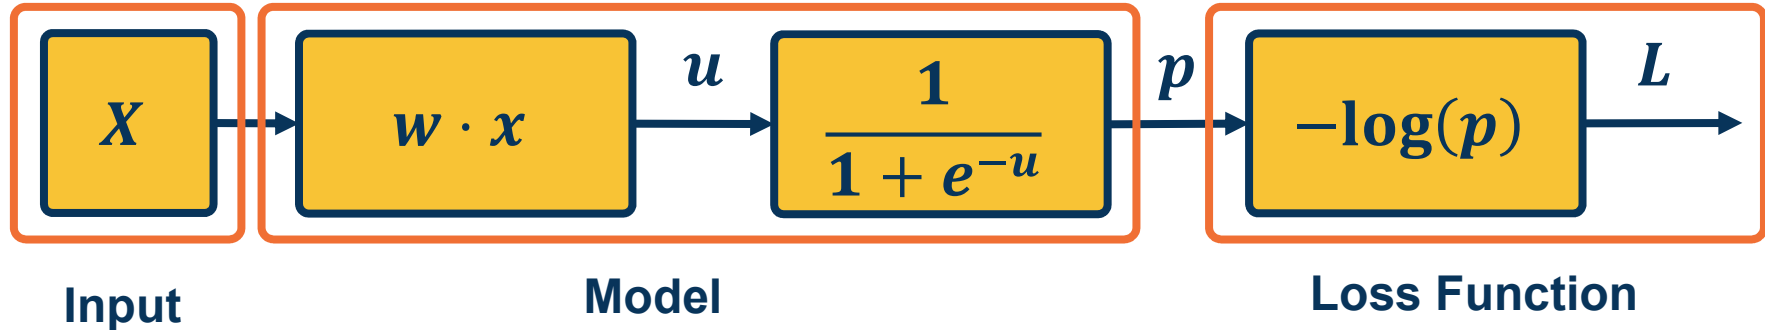 X
w · x
u
1
1 + e^{-u}
p
−log(p)
L
Input
Model
Loss Function